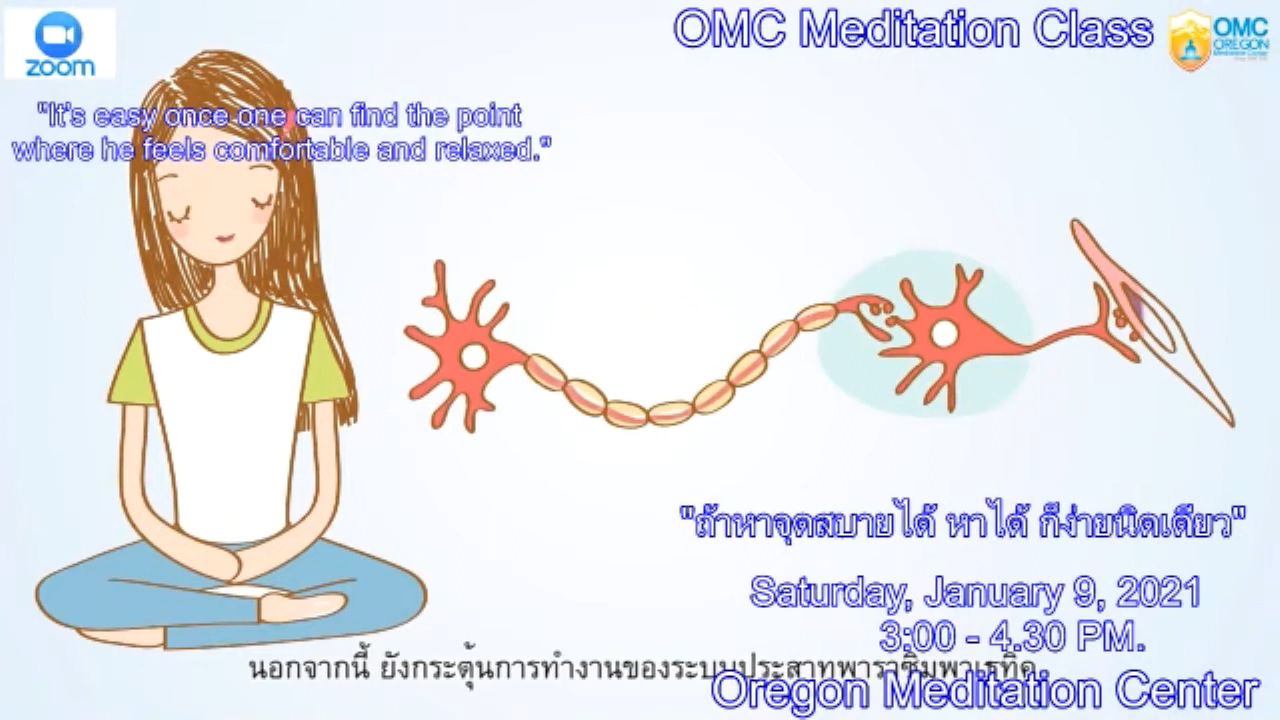 zoom
OMC Meditation Class
OMC
OREGON
"It's easy once one can find the point
where he feels comfortable and relaxed."
"ถ้าหาจุดสบายได้ หาได้ ก็ง่ายนิดเดียว"
Saturday, January 9, 2021
3:00 - 4.30 PM.
นอกจากนี้ ยังกระตุ้นการทำงานของระบบประสาทพาราซิมพาเธทิค
Oregon Meditation Center